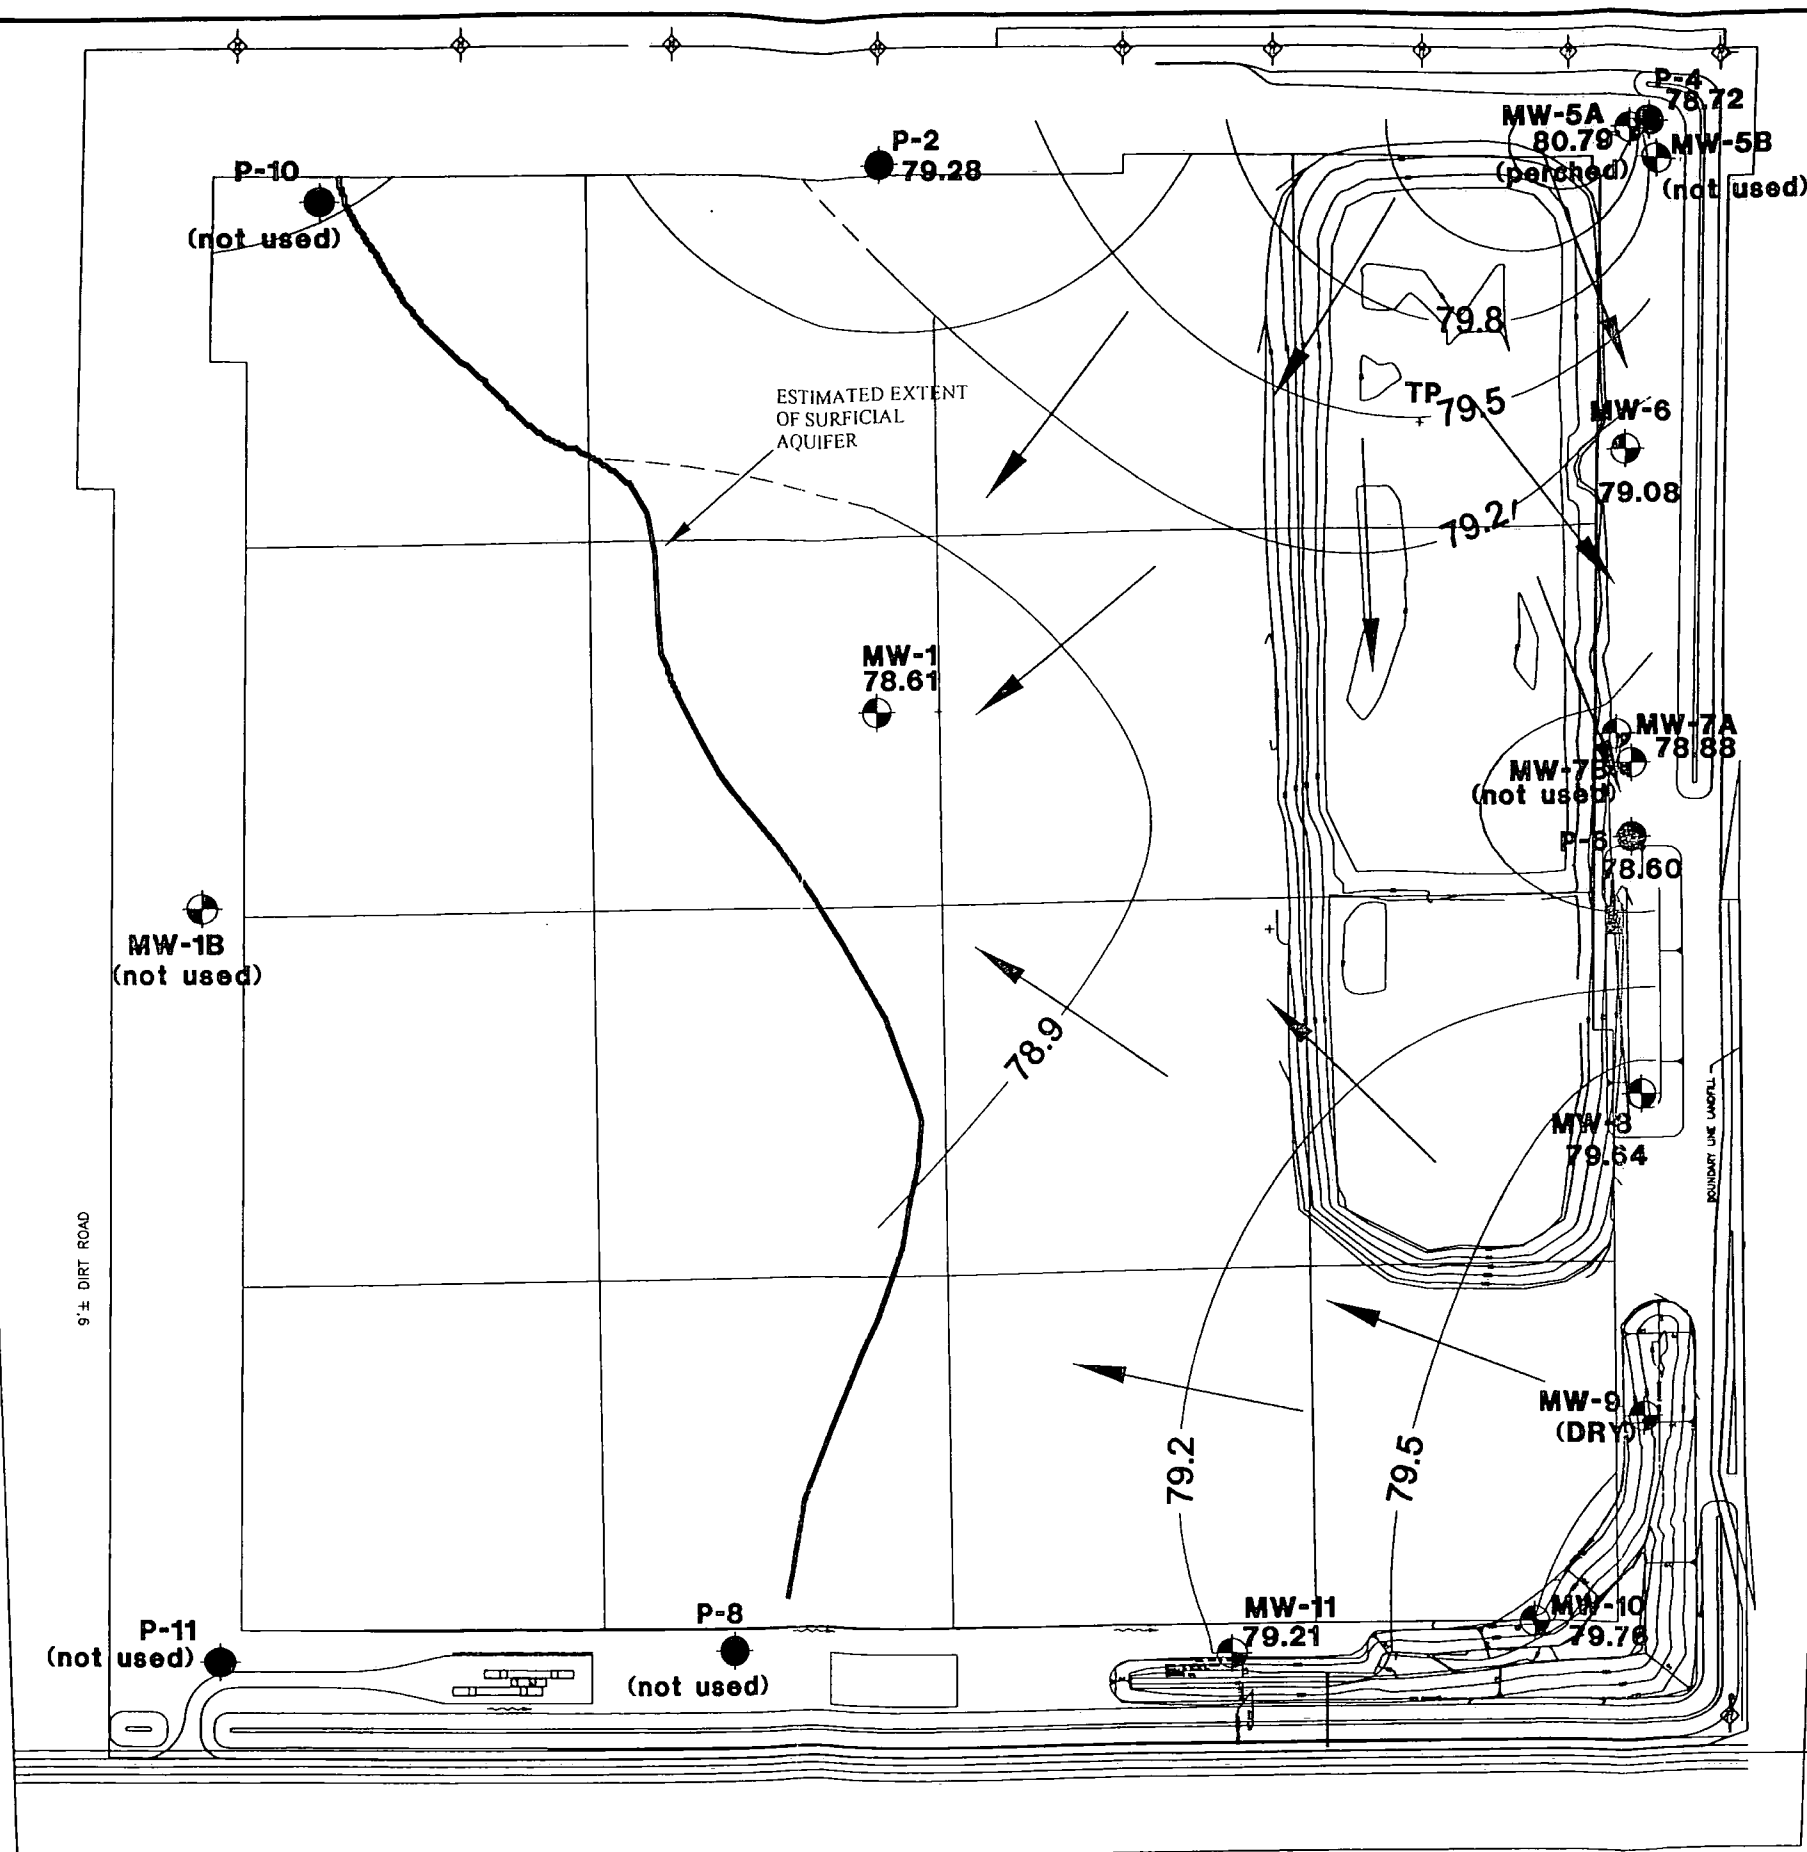 P-4
78.72
MW-5A
80.79
(perched)
MW-5B
(not used)
P-2
79.28
P-10
(not used)
79.8
ESTIMATED EXTENT
OF SURFICIAL
AQUIFER
TP
79.5
MW-6
79.08
79.2
MW-1
78.61
MW-7A
78.88
MW-7B
(not used)
P-6
78.60
MW-1B
(not used)
78.9
MW-8
79.64
BOUNDARY LINE LANDFILL
9'± DIRT ROAD
MW-9
(DRY)
79.2
79.5
MW-11
79.21
MW-10
79.76
P-8
(not used)
P-11
(not used)